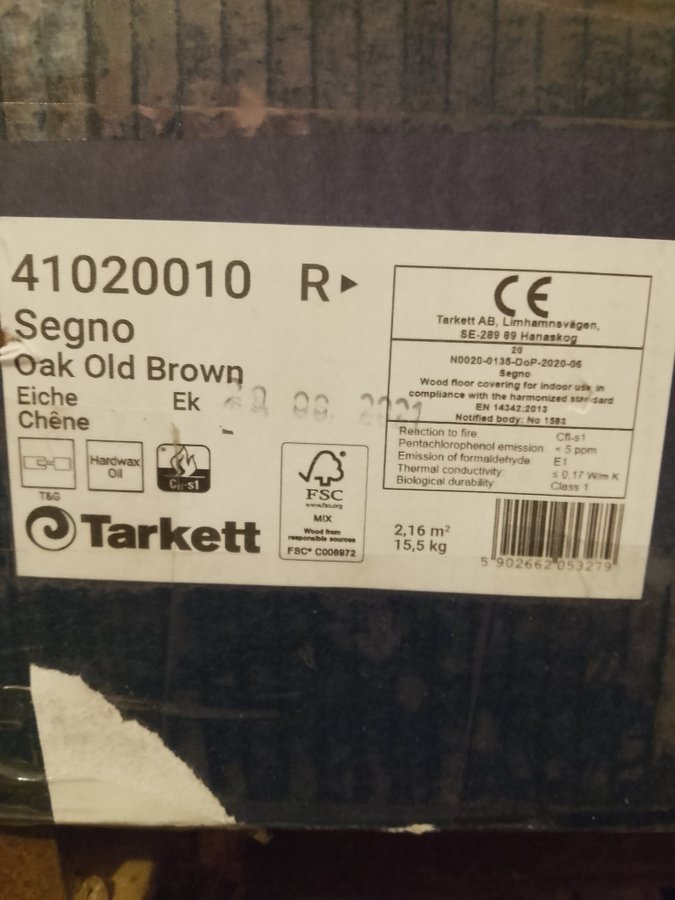 41020010 R
Segno
Oak Old Brown
Eiche
Ek
Chêne
T&G
Hardwax
Oil
Cfl-s1
Tarkett
FSC
www.fsc.org
MIX
Wood from
responsible sources
FSC® C008972
2,16 m²
15,5 kg
CE
Tarkett AB, Limhamnsvägen,
SE-289 89 Hanaskog
20
N0020-0135-DoP-2020-06
Segno
Wood floor covering for indoor use in
compliance with the harmonized standard
EN 14342:2013
Notified body: No 1583
Reaction to fire Cfl-s1
Pentachlorophenol emission < 5 ppm
Emission of formaldehyde E1
Thermal conductivity ≤ 0,17 W/m K
Biological durability: Class 1
5 902662 053279